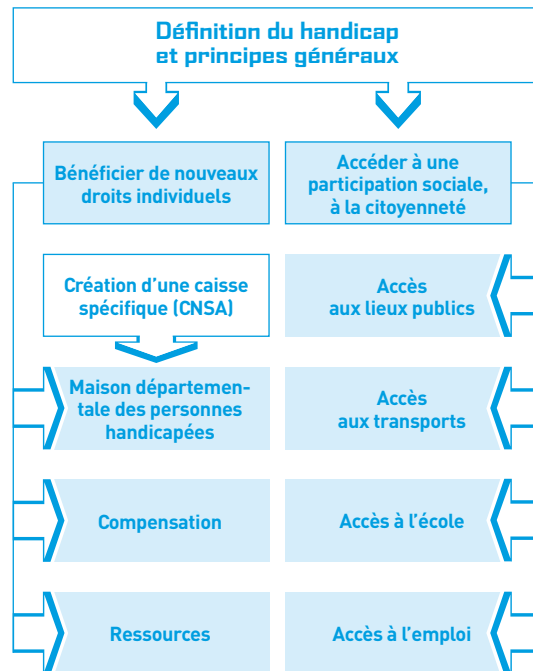 Définition du handicap
et principes généraux
Bénéficier de nouveaux
droits individuels
Accéder à une
participation sociale,
à la citoyenneté
Création d’une caisse
spécifique (CNSA)
Accès
aux lieux publics
Maison départemen-
tale des personnes
handicapées
Accès
aux transports
Compensation
Accès à l’école
Ressources
Accès à l’emploi